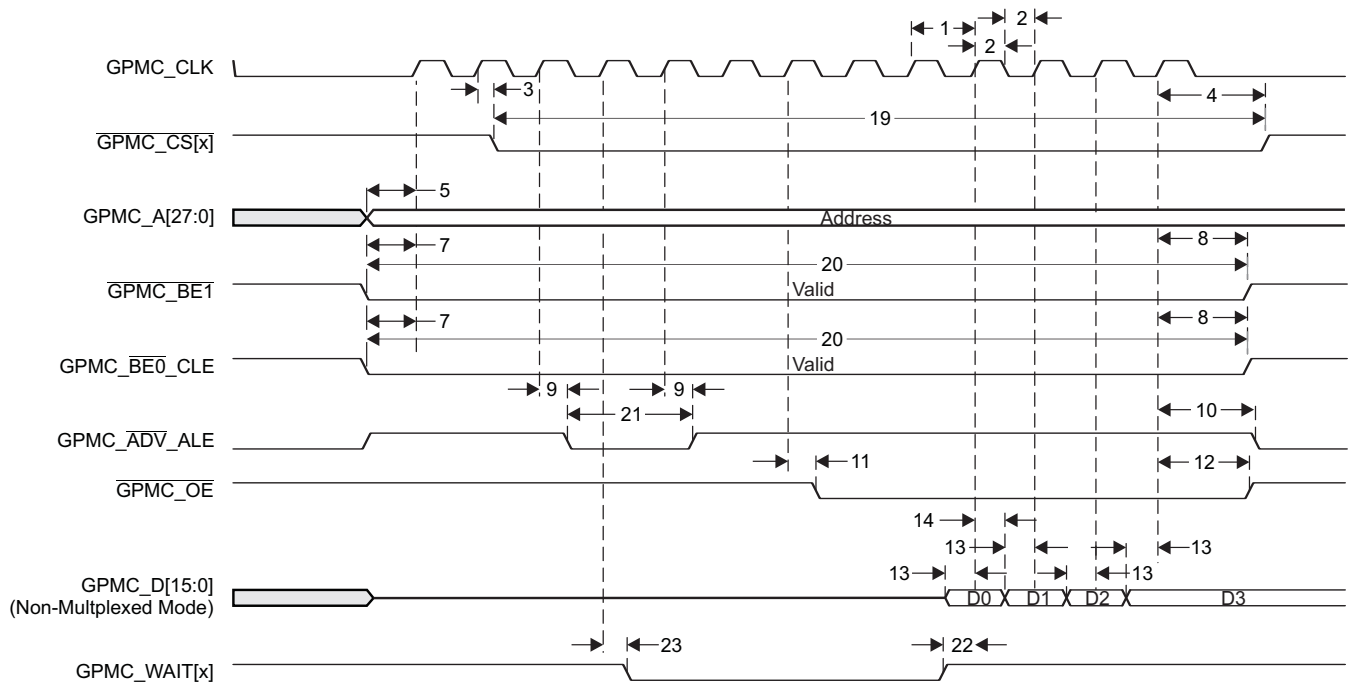 1
2
2
GPMC_CLK
3
4
19
GPMC_CS[x]
5
GPMC_A[27:0]
Address
7
8
20
GPMC_BE1
Valid
7
8
20
GPMC_BE0_CLE
Valid
9
9
21
10
GPMC_ADV_ALE
11
12
GPMC_OE
14
13
13
13
13
GPMC_D[15:0]
(Non-Multplexed Mode)
D0
D1
D2
D3
23
22
GPMC_WAIT[x]